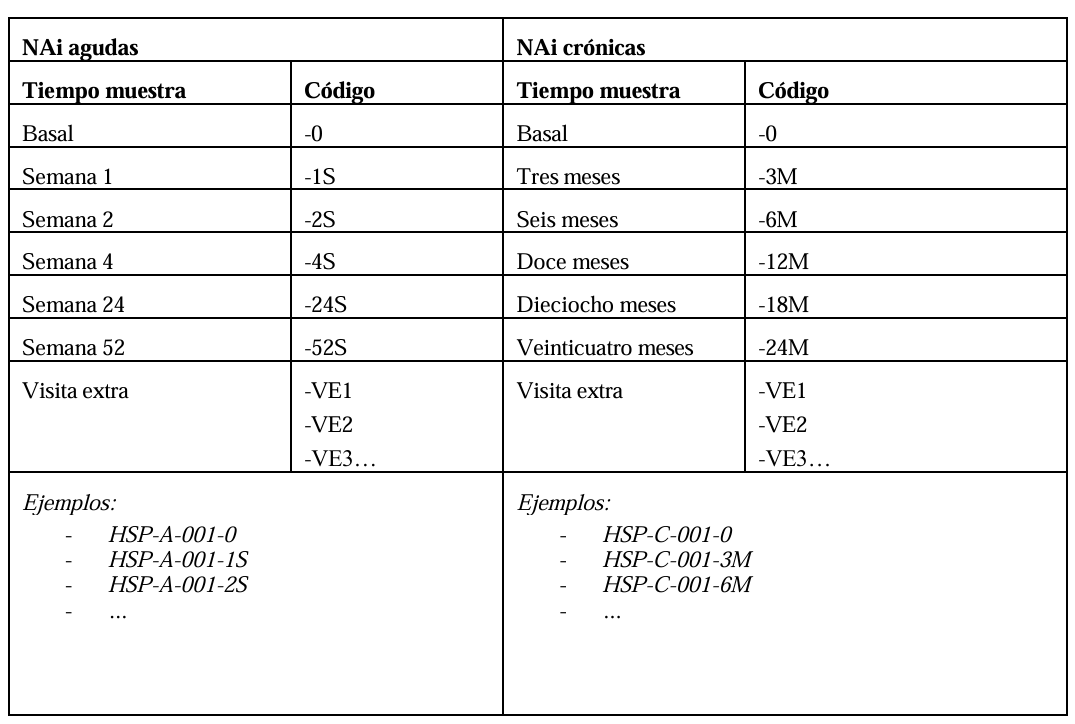 NAi agudas NAi crónicas
Tiempo muestra Código Tiempo muestra Código
Basal -0 Basal -0
Semana 1 -1S Tres meses -3M
Semana 2 -2S Seis meses -6M
Semana 4 -4S Doce meses -12M
Semana 24 -24S Dieciocho meses -18M
Semana 52 -52S Veinticuatro meses -24M
Visita extra -VE1 Visita extra -VE1
-VE2 -VE2
-VE3… -VE3…
Ejemplos: Ejemplos:
- HSP-A-001-0 - HSP-C-001-0
- HSP-A-001-1S - HSP-C-001-3M
- HSP-A-001-2S - HSP-C-001-6M
- ... - ...